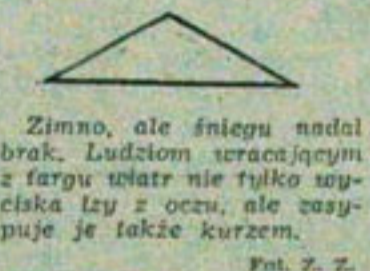 Zimno, ale śniegu nadal
brak. Ludziom wracającym
z targu wiatr nie tylko wy-
ciska łzy z oczu, ale zasy-
puje je także kurzem.
Fot. Z. Z.